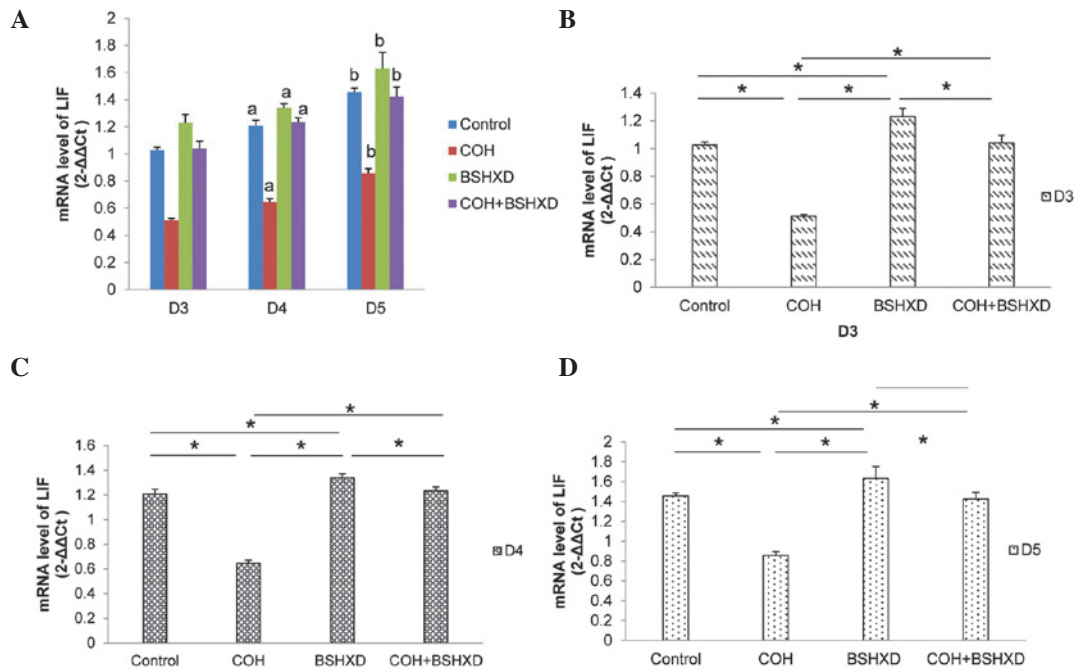 A
mRNA level of LIF
(2-ΔΔCt)
2
1.8
1.6
1.4
1.2
1
0.8
0.6
0.4
0.2
0
a
a
a
a
b
b
b
b
D3
D4
D5
Control
COH
BSHXD
COH+BSHXD
B
mRNA level of LIF
(2-ΔΔCt)
1.4
1.2
1
0.8
0.6
0.4
0.2
0
*
*
* * *
Control COH BSHXD COH+BSHXD
D3
D3
C
mRNA level of LIF
(2-ΔΔCt)
1.6
1.4
1.2
1
0.8
0.6
0.4
0.2
0
*
*
* * *
Control COH BSHXD COH+BSHXD
D4
D
mRNA level of LIF
(2-ΔΔCt)
2
1.8
1.6
1.4
1.2
1
0.8
0.6
0.4
0.2
0
*
*
* * *
Control COH BSHXD COH+BSHXD
D5